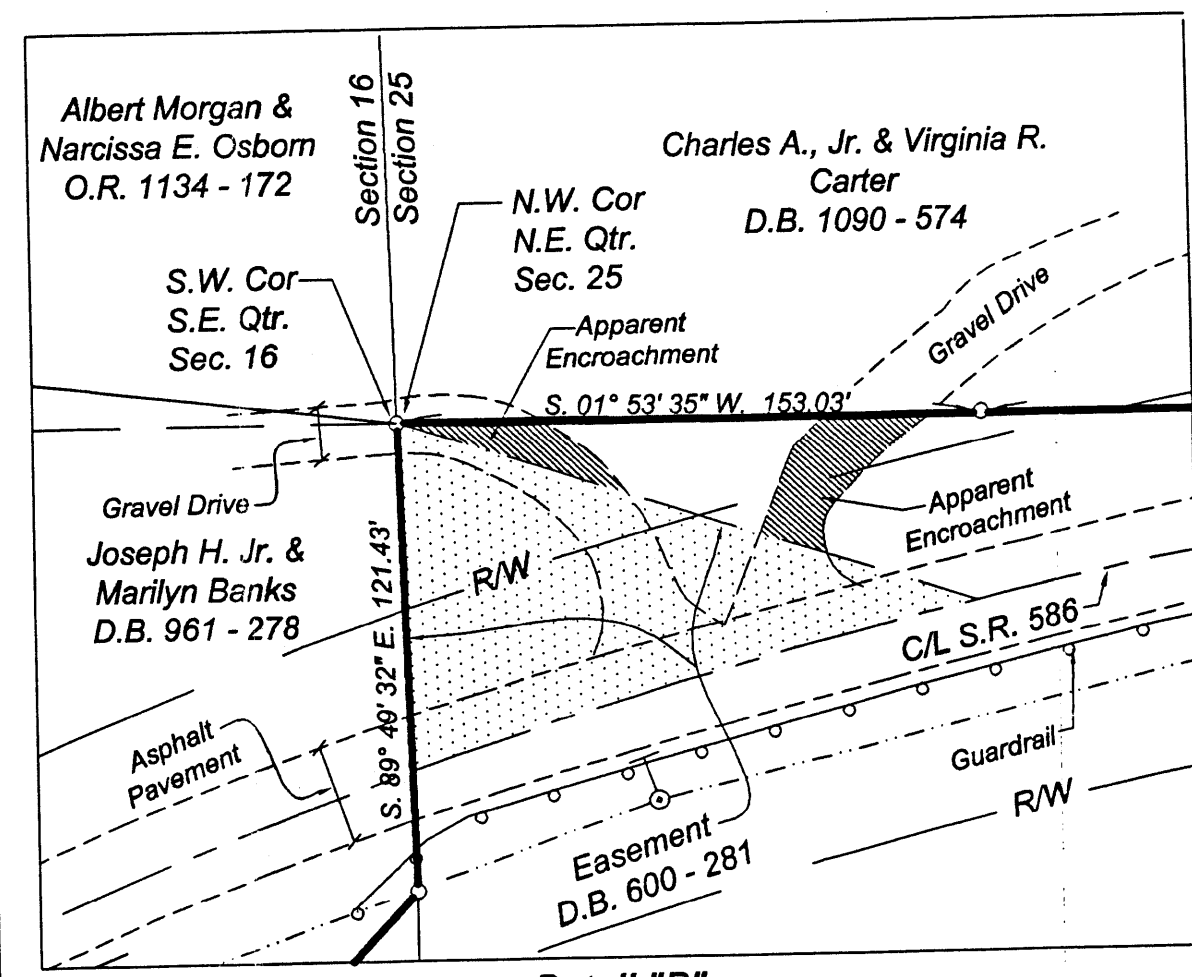 Albert Morgan &
Narcissa E. Osborn
O.R. 1134 - 172
Section 16
Section 25
Charles A., Jr. & Virginia R.
Carter
D.B. 1090 - 574
N.W. Cor
N.E. Qtr.
Sec. 25
S.W. Cor
S.E. Qtr.
Sec. 16
Apparent
Encroachment
Gravel Drive
S. 01° 53' 35" W. 153.03'
Gravel Drive
Apparent
Encroachment
Joseph H. Jr. &
Marilyn Banks
D.B. 961 - 278
R/W
S. 89° 49' 32" E. 121.43'
C/L S.R. 586
Asphalt
Pavement
Guardrail
R/W
Easement
D.B. 600 - 281